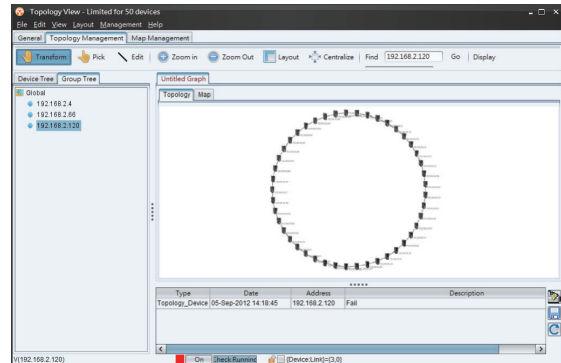 Topology View - Limited for 50 devices
File Edit View Layout Management Help
General Topology Management Map Management
Transform Pick Edit Zoom in Zoom Out Layout Centralize Find 192.168.2.120 Go Display
Device Tree Group Tree
Untitled Graph
Global
Topology Map
192.168.2.4
192.168.2.66
192.168.2.120
Type Date Address Description
Topology_Device 05-Sep-2012 14:18:45 192.168.2.120 Fail
V(192.168.2.120) On Check Running [Device:Link]=(3,0)